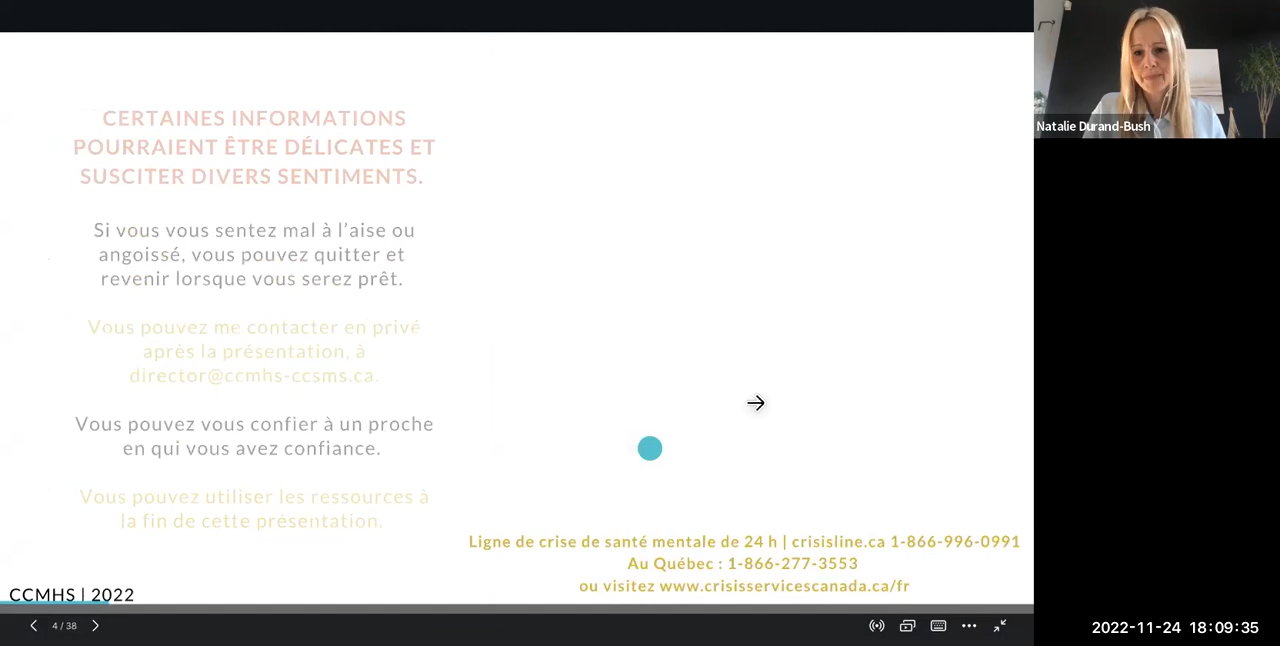 CERTAINES INFORMATIONS
POURRAIENT ÊTRE DÉLICATES ET
SUSCITER DIVERS SENTIMENTS.
Si vous vous sentez mal à l'aise ou
angoissé, vous pouvez quitter et
revenir lorsque vous serez prêt.
Vous pouvez me contacter en privé
après la présentation, à
director@ccmhs-ccsms.ca.
Vous pouvez vous confier à un proche
en qui vous avez confiance.
Vous pouvez utiliser les ressources à
la fin de cette présentation.
Ligne de crise de santé mentale de 24 h | crisisline.ca 1-866-996-0991
Au Québec : 1-866-277-3553
ou visitez www.crisisservicescanada.ca/fr
CCMHS | 2022
4 / 38
Natalie Durand-Bush
2022-11-24 18:09:35